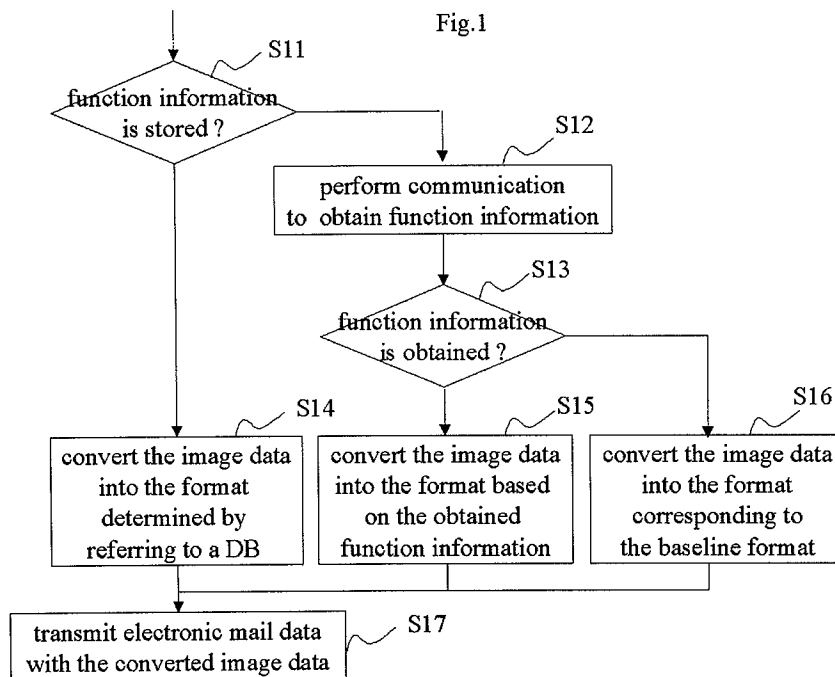 Fig.1
S11
function information
is stored ?
S12
perform communication
to obtain function information
S13
function information
is obtained ?
S14
convert the image data
into the format
determined by
referring to a DB
S15
convert the image data
into the format based
on the obtained
function information
S16
convert the image data
into the format
corresponding to
the baseline format
transmit electronic mail data
with the converted image data
S17